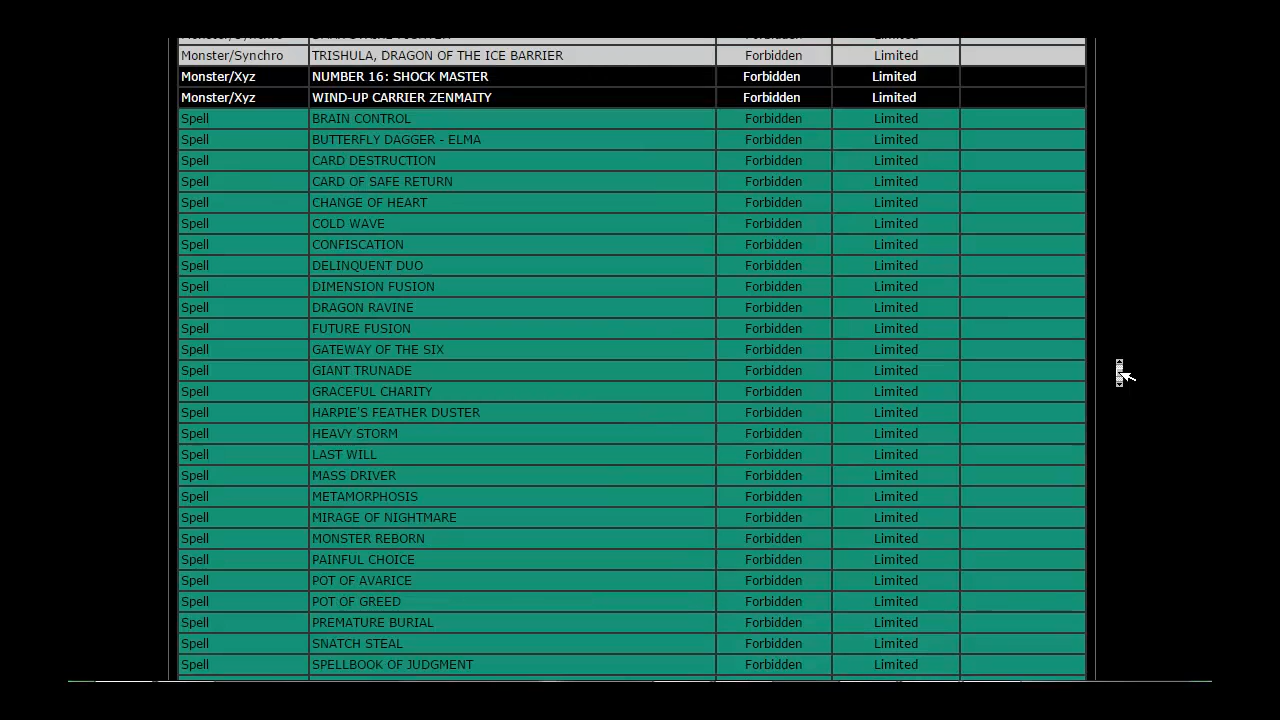 Monster/Synchro TRISHULA, DRAGON OF THE ICE BARRIER Forbidden Limited
Monster/Xyz NUMBER 16: SHOCK MASTER Forbidden Limited
Monster/Xyz WIND-UP CARRIER ZENMAITY Forbidden Limited
Spell BRAIN CONTROL Forbidden Limited
Spell BUTTERFLY DAGGER - ELMA Forbidden Limited
Spell CARD DESTRUCTION Forbidden Limited
Spell CARD OF SAFE RETURN Forbidden Limited
Spell CHANGE OF HEART Forbidden Limited
Spell COLD WAVE Forbidden Limited
Spell CONFISCATION Forbidden Limited
Spell DELINQUENT DUO Forbidden Limited
Spell DIMENSION FUSION Forbidden Limited
Spell DRAGON RAVINE Forbidden Limited
Spell FUTURE FUSION Forbidden Limited
Spell GATEWAY OF THE SIX Forbidden Limited
Spell GIANT TRUNADE Forbidden Limited
Spell GRACEFUL CHARITY Forbidden Limited
Spell HARPIE'S FEATHER DUSTER Forbidden Limited
Spell HEAVY STORM Forbidden Limited
Spell LAST WILL Forbidden Limited
Spell MASS DRIVER Forbidden Limited
Spell METAMORPHOSIS Forbidden Limited
Spell MIRAGE OF NIGHTMARE Forbidden Limited
Spell MONSTER REBORN Forbidden Limited
Spell PAINFUL CHOICE Forbidden Limited
Spell POT OF AVARICE Forbidden Limited
Spell POT OF GREED Forbidden Limited
Spell PREMATURE BURIAL Forbidden Limited
Spell SNATCH STEAL Forbidden Limited
Spell SPELLBOOK OF JUDGMENT Forbidden Limited